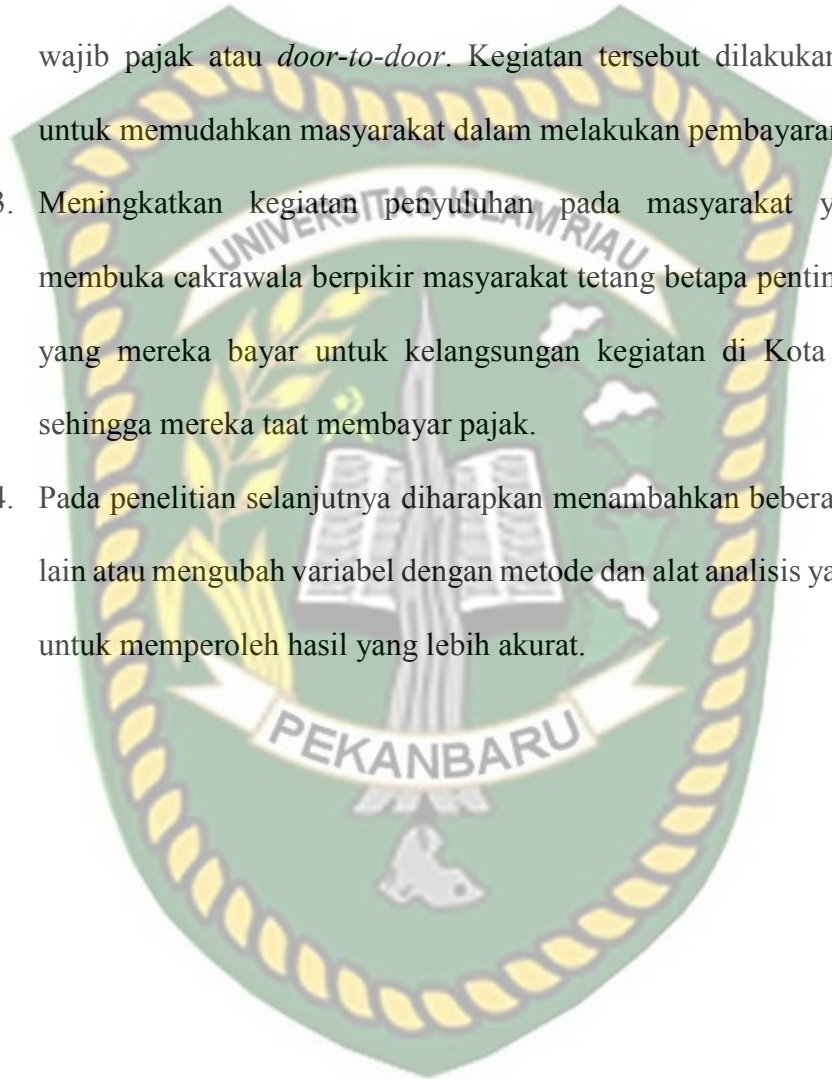 wajib pajak atau door-to-door. Kegiatan tersebut dilakukan
untuk memudahkan masyarakat dalam melakukan pembayaran
3. Meningkatkan kegiatan penyuluhan pada masyarakat
membuka cakrawala berpikir masyarakat tetang betapa
yang mereka bayar untuk kelangsungan kegiatan di Kota
sehingga mereka taat membayar pajak.
4. Pada penelitian selanjutnya diharapkan menambahkan
lain atau mengubah variabel dengan metode dan alat analisis
untuk memperoleh hasil yang lebih akurat.
UNIVERSITAS ISLAM RIAU
PEKANBARU